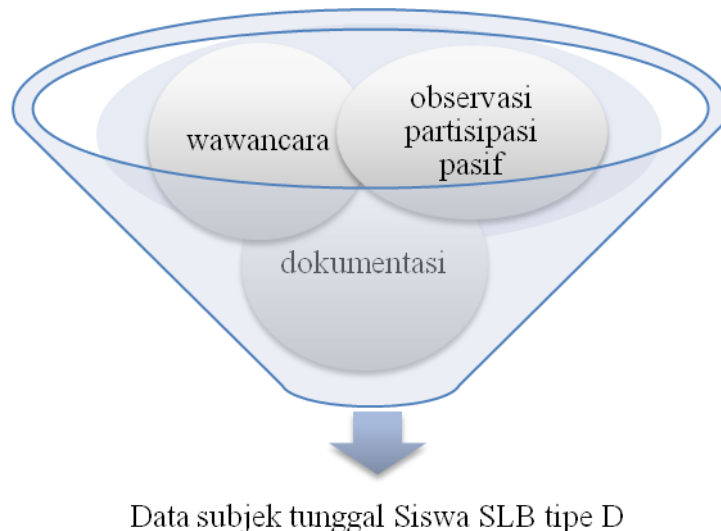 wawancara
observasi
partisipasi
pasif
dokumentasi
Data subjek tunggal Siswa SLB tipe D